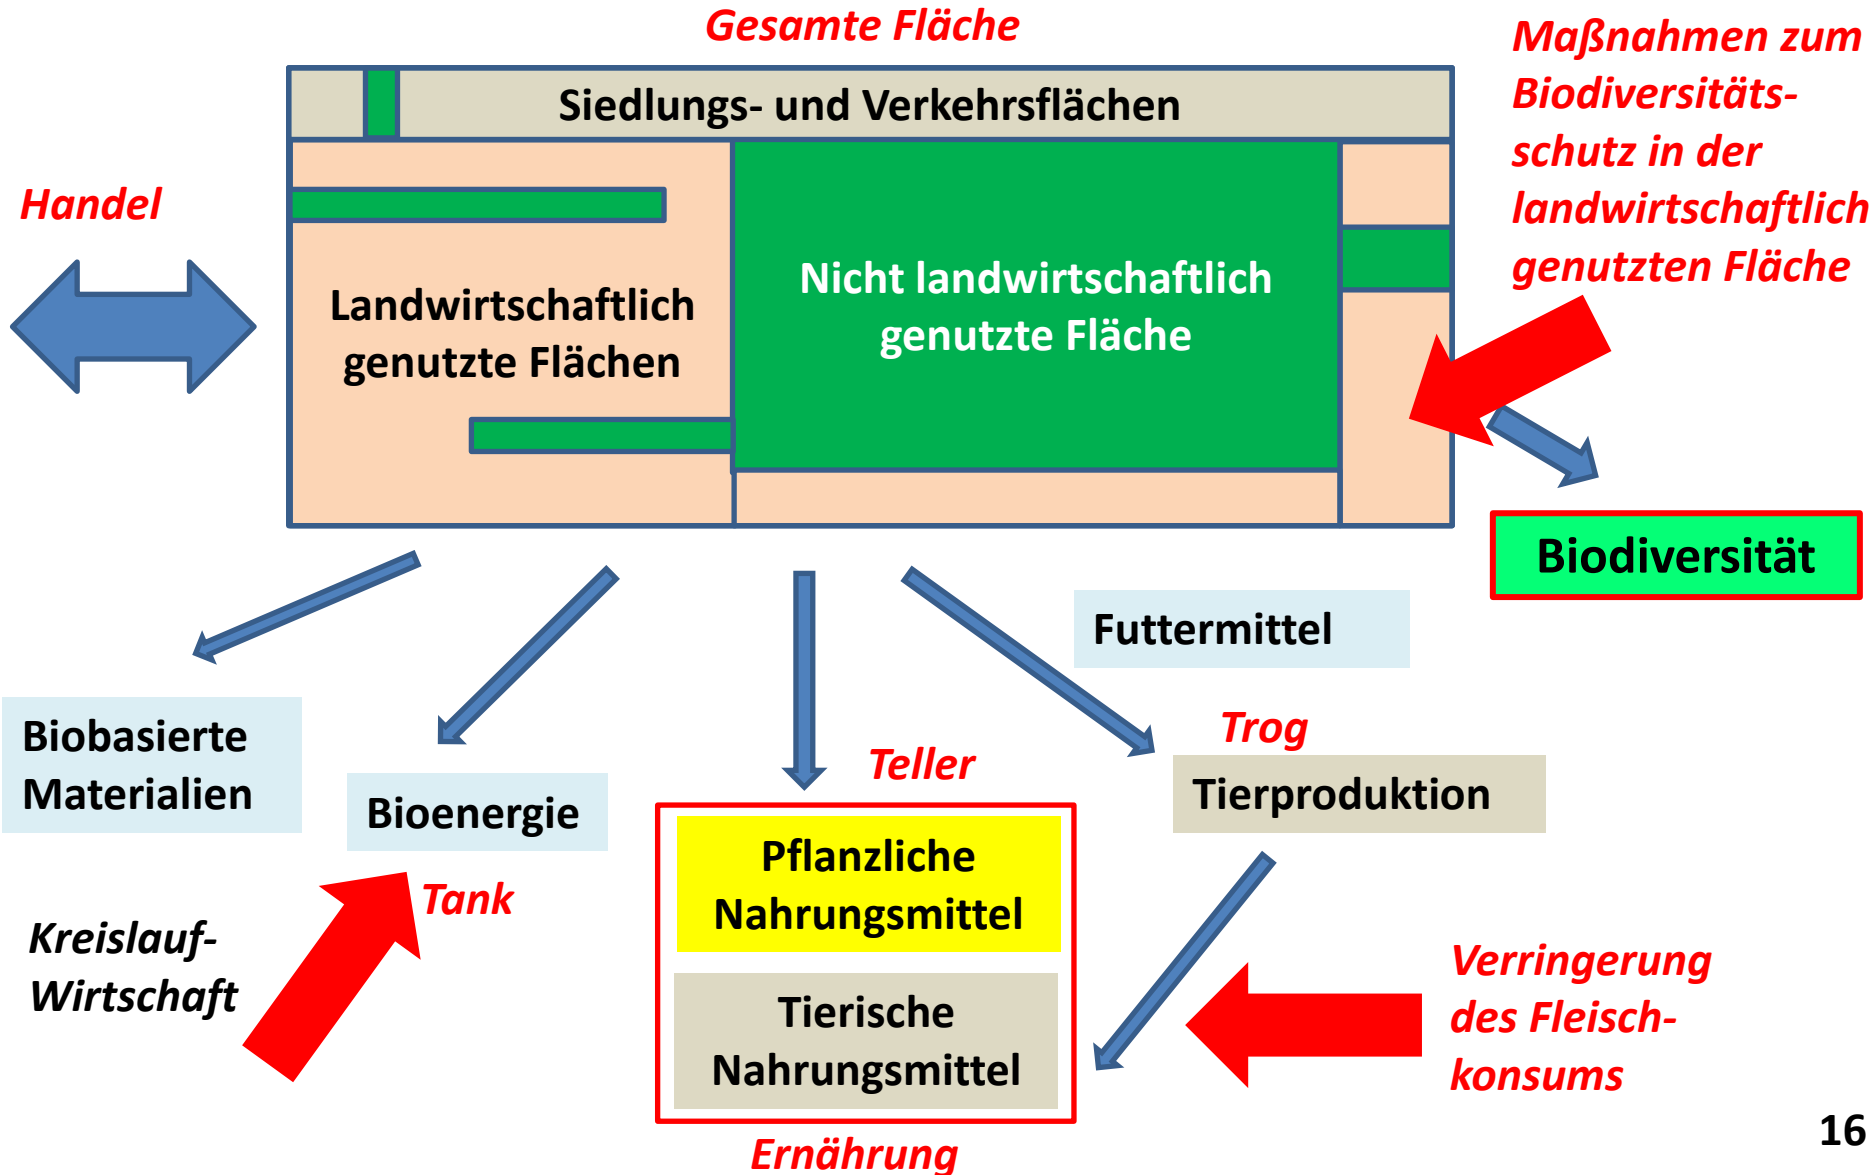 Gesamte Fläche
Maßnahmen zum
Biodiversitäts-
schutz in der
landwirtschaftlich
genutzten Fläche
Siedlungs- und Verkehrsflächen
Handel
Landwirtschaftlich
genutzte Flächen
Nicht landwirtschaftlich
genutzte Fläche
Biodiversität
Futtermittel
Biobasierte
Materialien
Bioenergie
Teller
Trog
Tierproduktion
Pflanzliche
Nahrungsmittel
Tank
Kreislauf-
Wirtschaft
Tierische
Nahrungsmittel
Verringerung
des Fleisch-
konsums
Ernährung
16